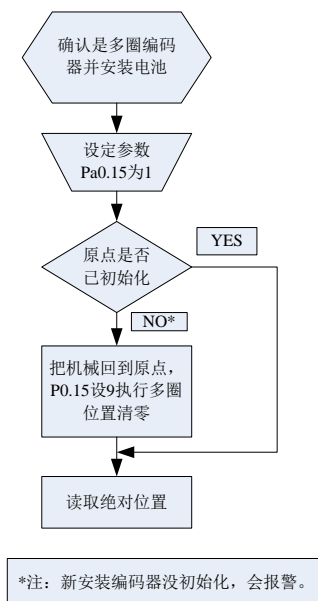 确认是多圈编码
器并安装电池
设定参数
Pa0.15为1
原点是否
已初始化
YES
NO*
把机械回到原点，
P0.15设9执行多圈
位置清零
读取绝对位置
*注：新安装编码器没初始化，会报警。